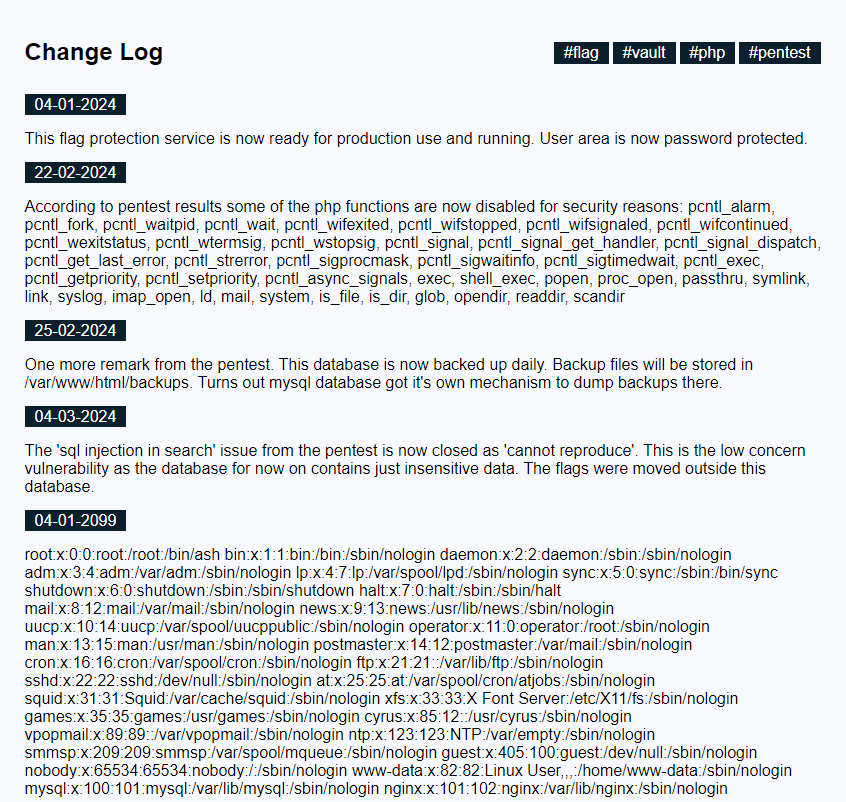 Change Log
#flag #vault #php #pentest
04-01-2024
This flag protection service is now ready for production use and running. User area is now password protected.
22-02-2024
According to pentest results some of the php functions are now disabled for security reasons: pcntl_alarm,
pcntl_fork, pcntl_waitpid, pcntl_wait, pcntl_wifexited, pcntl_wifstopped, pcntl_wifsignaled, pcntl_wifcontinued,
pcntl_wexitstatus, pcntl_wtermsig, pcntl_wstopsig, pcntl_signal, pcntl_signal_get_handler, pcntl_signal_dispatch,
pcntl_get_last_error, pcntl_strerror, pcntl_sigprocmask, pcntl_sigwaitinfo, pcntl_sigtimedwait, pcntl_exec,
pcntl_getpriority, pcntl_setpriority, pcntl_async_signals, exec, shell_exec, popen, proc_open, passthru, symlink,
link, syslog, imap_open, ld, mail, system, is_file, is_dir, glob, opendir, readdir, scandir
25-02-2024
One more remark from the pentest. This database is now backed up daily. Backup files will be stored in
/var/www/html/backups. Turns out mysql database got it's own mechanism to dump backups there.
04-03-2024
The 'sql injection in search' issue from the pentest is now closed as 'cannot reproduce'. This is the low concern
vulnerability as the database for now on contains just insensitive data. The flags were moved outside this
database.
04-01-2099
root:x:0:0:root:/root:/bin/ash bin:x:1:1:bin:/bin:/sbin/nologin daemon:x:2:2:daemon:/sbin:/sbin/nologin
adm:x:3:4:adm:/var/adm:/sbin/nologin lp:x:4:7:lp:/var/spool/lpd:/sbin/nologin sync:x:5:0:sync:/sbin:/bin/sync
shutdown:x:6:0:shutdown:/sbin:/sbin/shutdown halt:x:7:0:halt:/sbin:/sbin/halt
mail:x:8:12:mail:/var/mail:/sbin/nologin news:x:9:13:news:/usr/lib/news:/sbin/nologin
uucp:x:10:14:uucp:/var/spool/uucppublic:/sbin/nologin operator:x:11:0:operator:/root:/sbin/nologin
man:x:13:15:man:/usr/man:/sbin/nologin postmaster:x:14:12:postmaster:/var/mail:/sbin/nologin
cron:x:16:16:cron:/var/spool/cron:/sbin/nologin ftp:x:21:21::/var/lib/ftp:/sbin/nologin
sshd:x:22:22:sshd:/dev/null:/sbin/nologin at:x:25:25:at:/var/spool/cron/atjobs:/sbin/nologin
squid:x:31:31:Squid:/var/cache/squid:/sbin/nologin xfs:x:33:33:X Font Server:/etc/X11/fs:/sbin/nologin
games:x:35:35:games:/usr/games:/sbin/nologin cyrus:x:85:12::/usr/cyrus:/sbin/nologin
vpopmail:x:89:89::/var/vpopmail:/sbin/nologin ntp:x:123:123:NTP:/var/empty:/sbin/nologin
smmsp:x:209:209:smmsp:/var/spool/mqueue:/sbin/nologin guest:x:405:100:guest:/dev/null:/sbin/nologin
nobody:x:65534:65534:nobody:/:/sbin/nologin www-data:x:82:82:Linux User,,,:/home/www-data:/sbin/nologin
mysql:x:100:101:mysql:/var/lib/mysql:/sbin/nologin nginx:x:101:102:nginx:/var/lib/nginx:/sbin/nologin